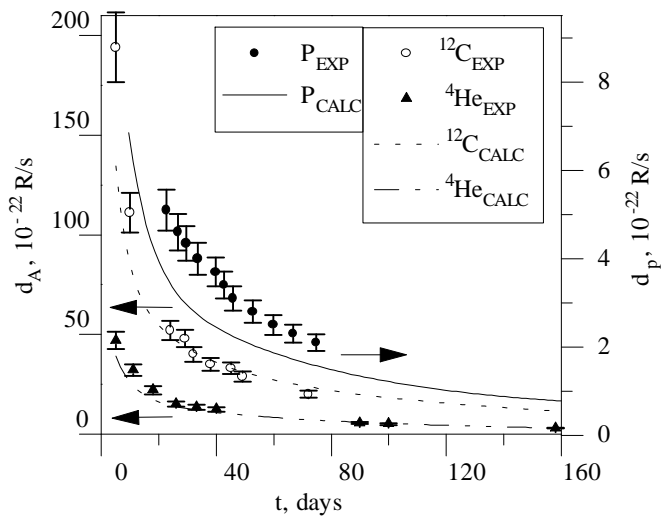 200
150
100
50
0
d_A, 10^-22 R/s
P_EXP
P_CALC
^12C_EXP
^4He_EXP
^12C_CALC
^4He_CALC
8
6
4
2
0
d_p, 10^-22 R/s
0 40 80 120 160
t, days